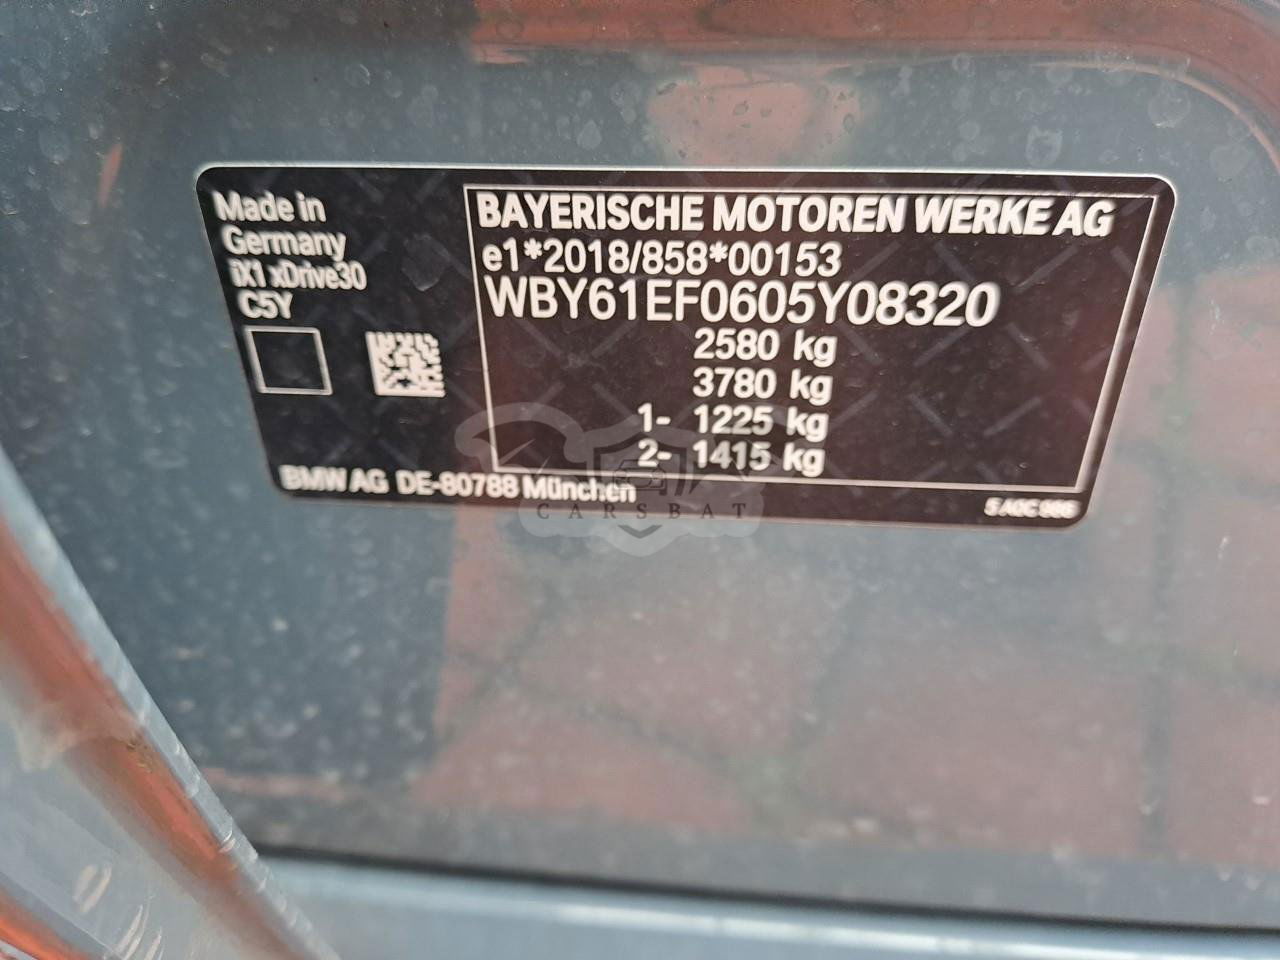 Made in
Germany
iX1 xDrive30
C5Y
BAYERISCHE MOTOREN WERKE AG
e1*2018/858*00153
WBY61EF0605Y08320
2580 kg
3780 kg
1- 1225 kg
2- 1415 kg
BMW AG DE-80788 München
CARSBAT